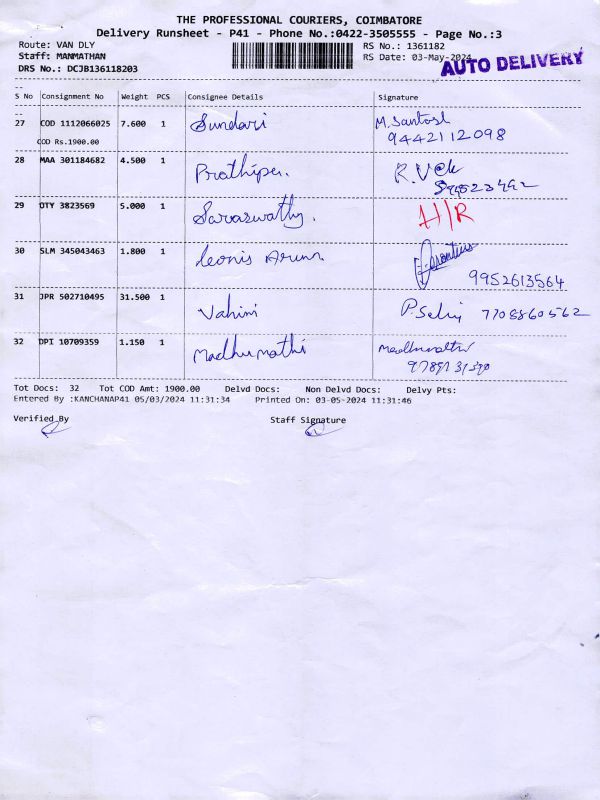 THE PROFESSIONAL COURIERS, COIMBATORE
Delivery Runsheet - P41 - Phone No.:0422-3505555 - Page No.:3
Route: VAN DLY RS No.: 1361182
Staff: MANMATHAN RS Date: 03-May-2024
DRS No.: DCJB136118203 AUTO DELIVERY
S No Consignment No Weight PCS Consignee Details Signature
27 COD 1112066025 7.600 1 Sundari M. Santosh
COD Rs.1900.00 9442112098
28 MAA 301184682 4.500 1 Prathipa. R.
29 DTY 3823569 5.000 1 Saraswathy. H/R
30 SLM 345043463 1.800 1 Leonis Arun
9952613564
31 JPR 502710495 31.500 1 Vahini P. Selvi 7708860562
32 DPI 10709359 1.150 1 Madhumathi Madhumathi
Tot Docs: 32 Tot COD Amt: 1900.00 Delvd Docs: Non Delvd Docs: Delvy Pts:
Entered By :KANCHANAP41 05/03/2024 11:31:34 Printed On: 03-05-2024 11:31:46
Verified By Staff Signature